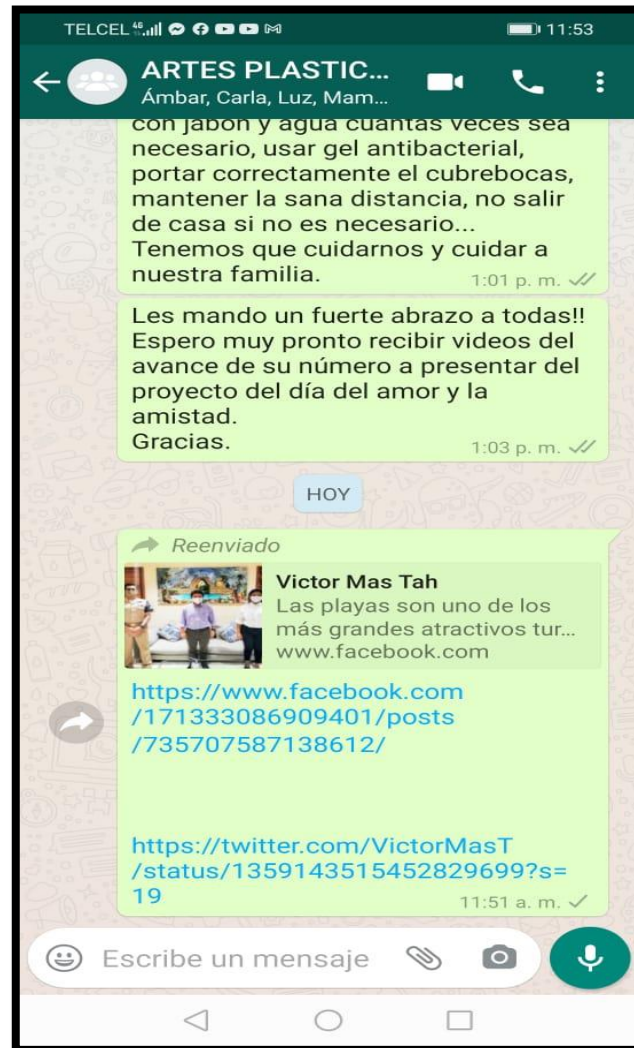 TELCEL 4G 11:53
ARTES PLASTIC...
Ámbar, Carla, Luz, Mam...
con jabón y agua cuantas veces sea
necesario, usar gel antibacterial,
portar correctamente el cubrebocas,
mantener la sana distancia, no salir
de casa si no es necesario...
Tenemos que cuidarnos y cuidar a
nuestra familia.
1:01 p. m.
Les mando un fuerte abrazo a todas!!
Espero muy pronto recibir videos del
avance de su número a presentar del
proyecto del día del amor y la
amistad.
Gracias.
1:03 p. m.
HOY
Reenviado
Victor Mas Tah
Las playas son uno de los
más grandes atractivos tur...
www.facebook.com
https://www.facebook.com
/171333086909401/posts
/735707587138612/
https://twitter.com/VictorMasT
/status/1359143515452829699?s=
19
11:51 a. m.
Escribe un mensaje